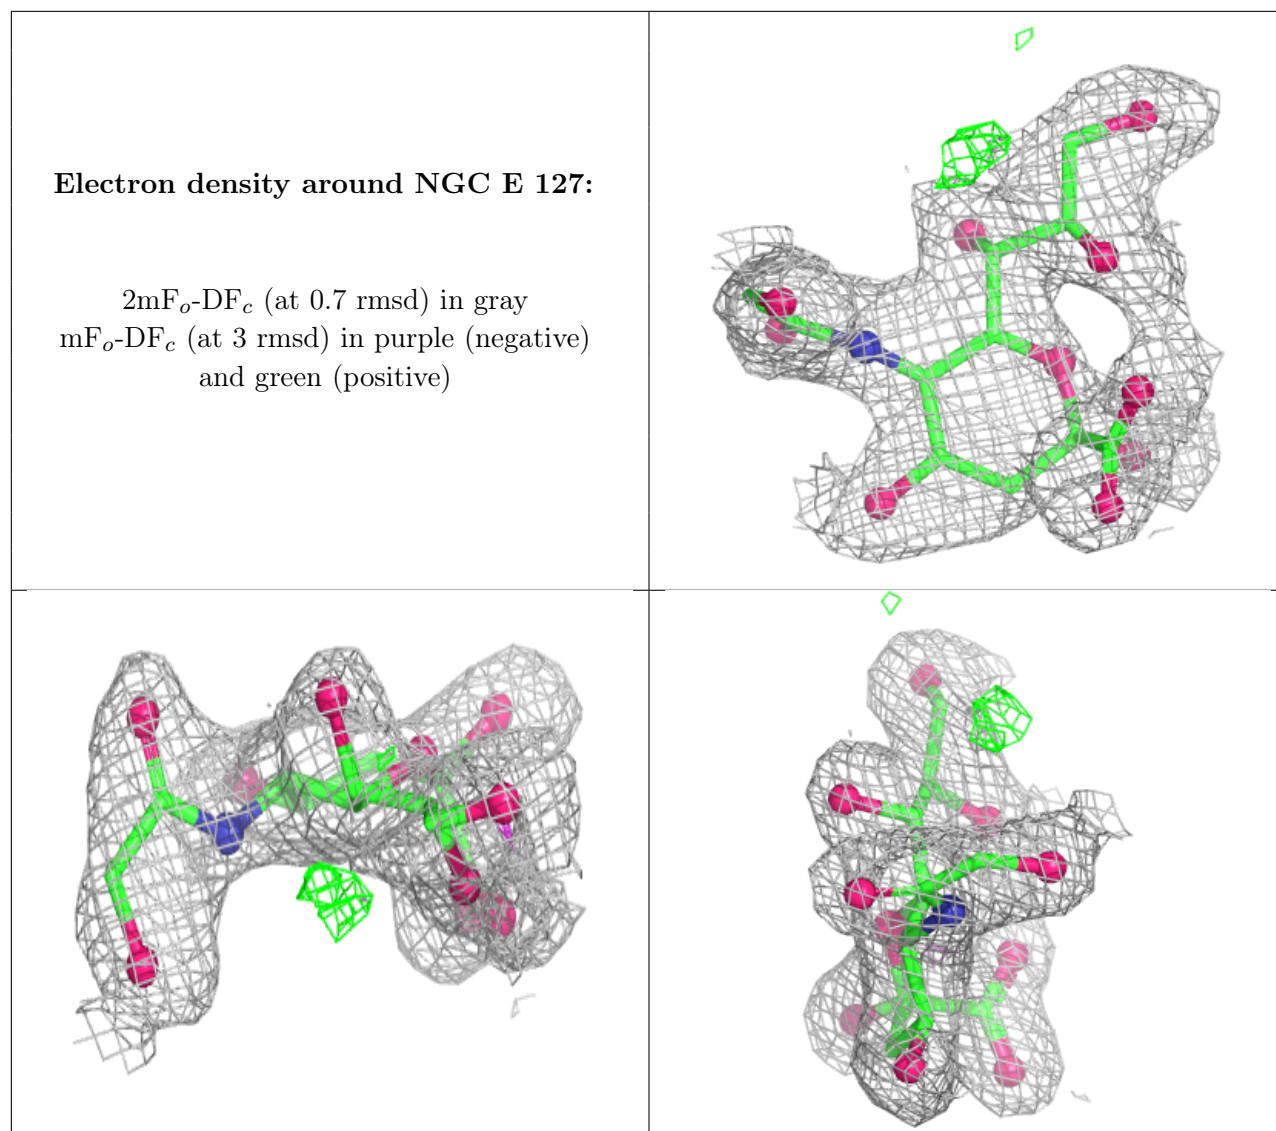 Electron density around NGC E 127:
2mFo-DFc (at 0.7 rmsd) in gray
mFo-DFc (at 3 rmsd) in purple (negative)
and green (positive)